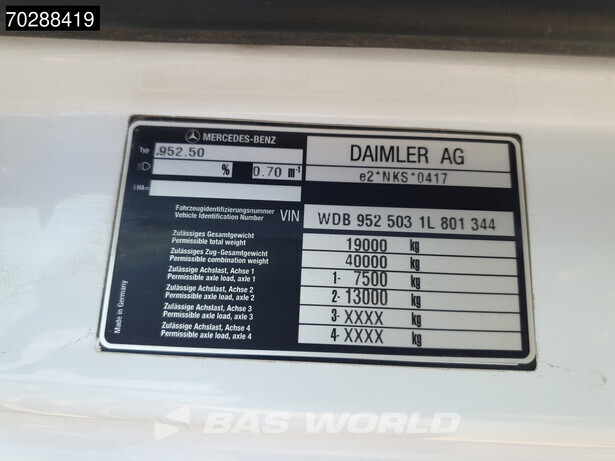 70288419
MERCEDES-BENZ
Typ .952.50
% 0.70 m-1
DAIMLER AG
e2*NKS*0417
Fahrzeugidentifizierungsnummer
Vehicle Identification Number
VIN WDB 952 503 1L 801 344
Zulässiges Gesamtgewicht
Permissible total weight
19000 kg
Zulässiges Zug-Gesamtgewicht
Permissible combination weight
40000 kg
Zulässige Achslast, Achse 1
Permissible axle load, axle 1
1- 7500 kg
Zulässige Achslast, Achse 2
Permissible axle load, axle 2
2- 13000 kg
Zulässige Achslast, Achse 3
Permissible axle load, axle 3
3- XXXX kg
Zulässige Achslast, Achse 4
Permissible axle load, axle 4
4- XXXX kg
Made in Germany
BAS WORLD